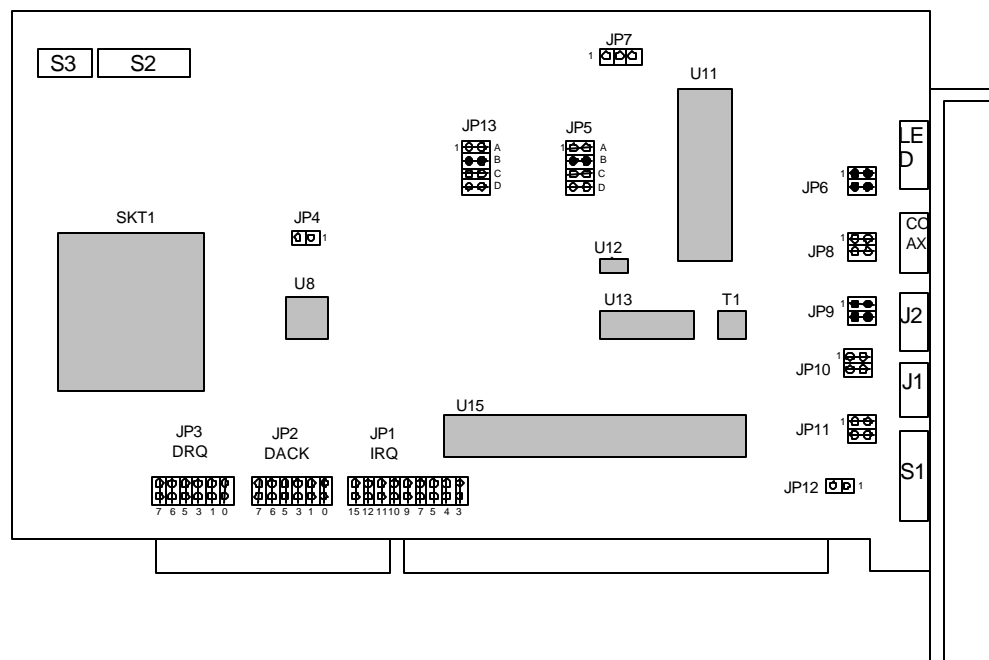 JP7
1
S3
S2
U11
JP13
1
A
B
C
D
JP5
1
A
B
C
D
LE
D
JP6
1
SKT1
JP4
1
CO
AX
JP8
1
U12
U8
U13
T1
JP9
1
J2
JP10
1
J1
U15
JP11
1
JP3
DRQ
JP2
DACK
JP1
IRQ
S1
JP12
1
7 6 5 3 1 0
7 6 5 3 1 0
15 12 11 10 9 7 5 4 3